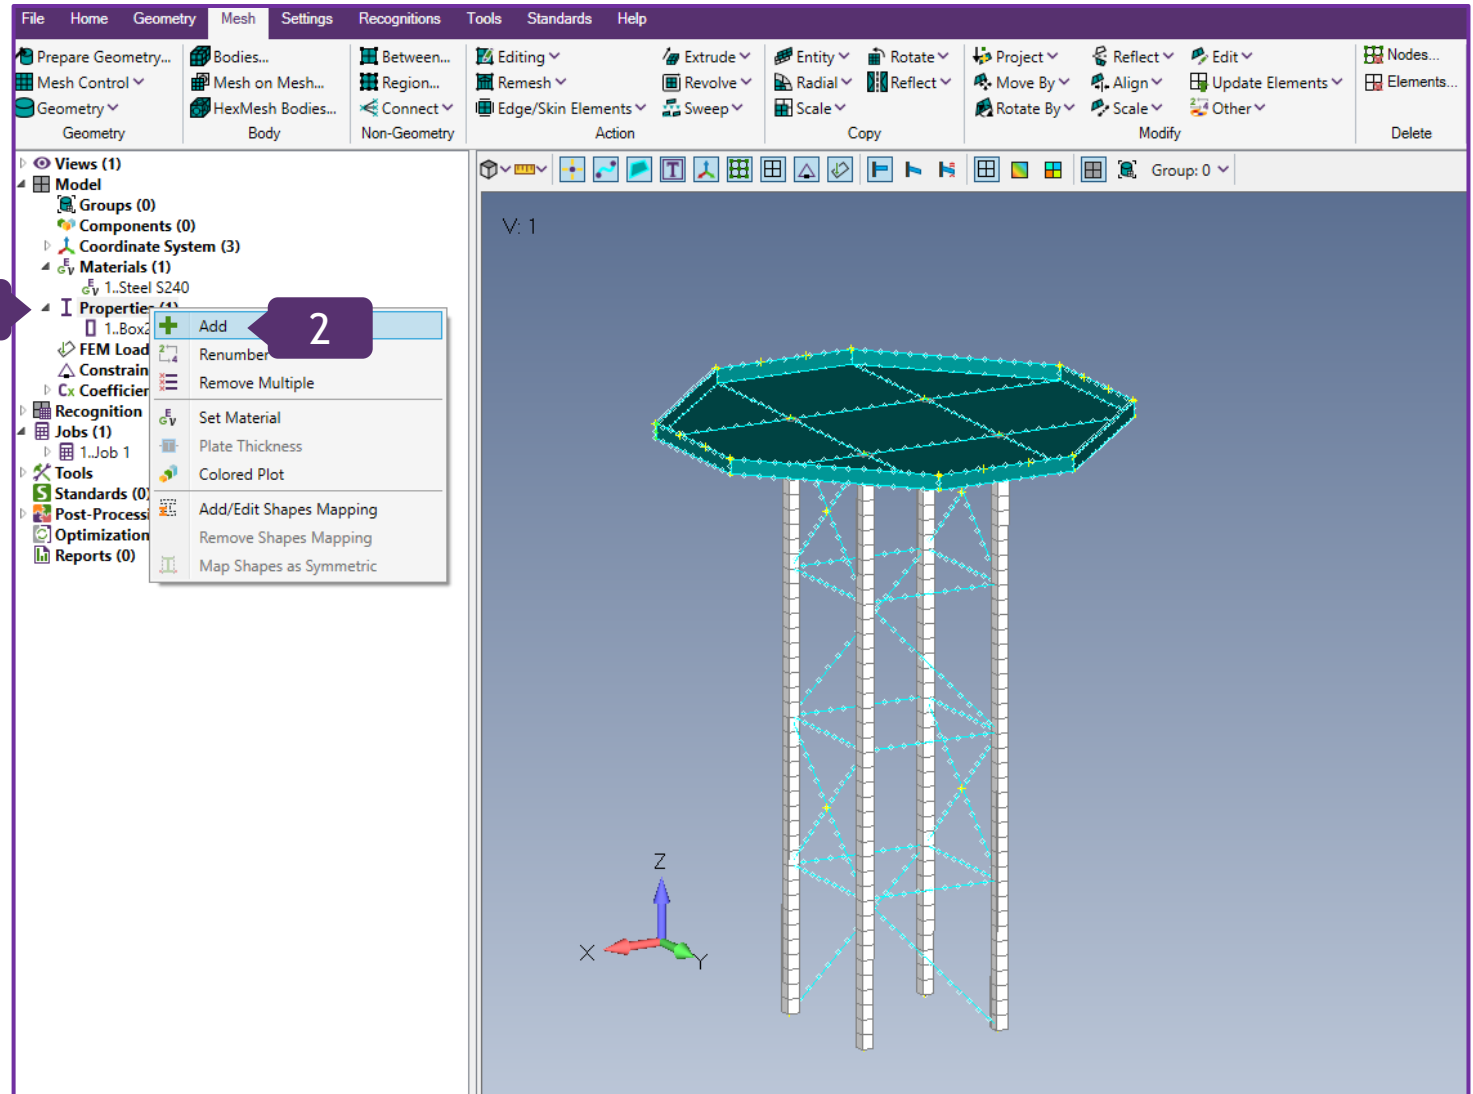 File Home Geometry Mesh Settings Recognitions Tools Standards Help
Prepare Geometry... Bodies... Between... Editing Extrude Entity Rotate Project Reflect Edit Nodes...
Mesh Control Mesh on Mesh... Region... Remesh Revolve Radial Reflect Move By Align Update Elements Elements...
Geometry HexMesh Bodies... Connect Edge/Skin Elements Sweep Scale Rotate By Scale Other
Geometry Body Non-Geometry Action Copy Modify Delete
Views (1)
Group: 0
Model
Groups (0)
Components (0)
V: 1
Coordinate System (3)
Materials (1)
1..Steel S240
Properties (1)
1..Box2
Add
2
FEM Load
Renumber
Constrain
Remove Multiple
Coefficien
Recognition
Set Material
Jobs (1)
Plate Thickness
1..Job 1
Tools
Colored Plot
Standards (0)
Post-Processi
Add/Edit Shapes Mapping
Optimization
Remove Shapes Mapping
Reports (0)
Map Shapes as Symmetric
Z
X
Y